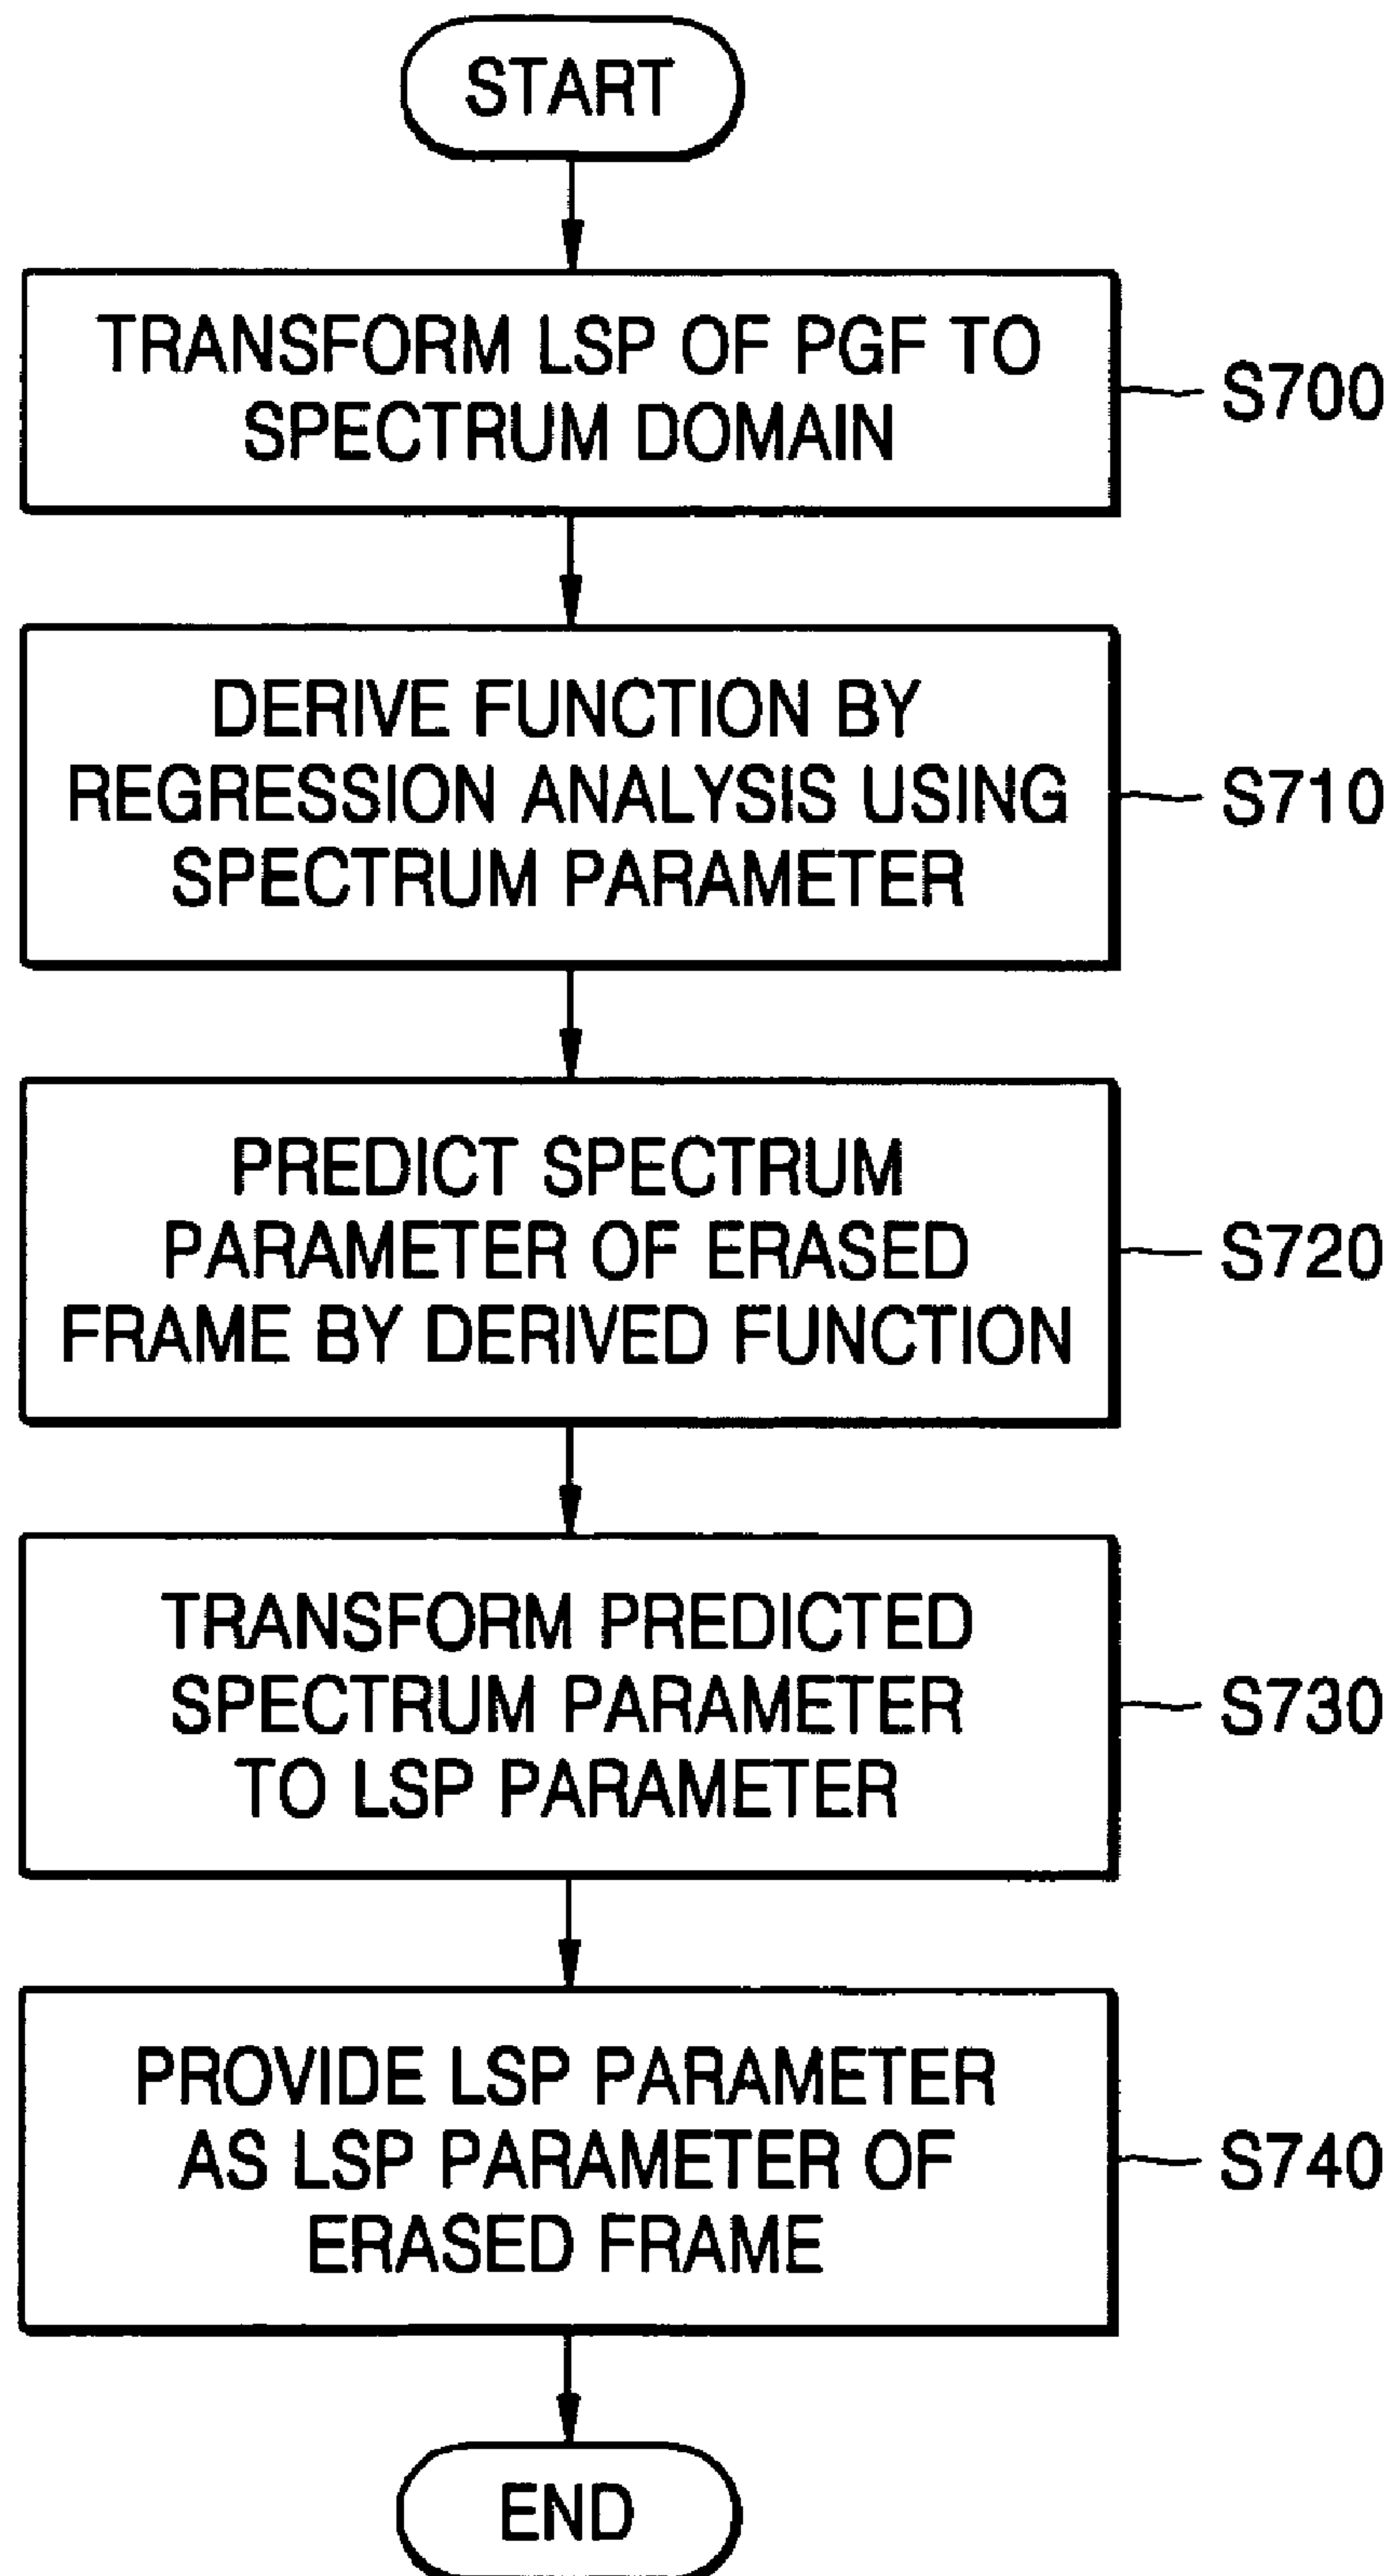 START
TRANSFORM LSP OF PGF TO
SPECTRUM DOMAIN
S700
DERIVE FUNCTION BY
REGRESSION ANALYSIS USING
SPECTRUM PARAMETER
S710
PREDICT SPECTRUM
PARAMETER OF ERASED
FRAME BY DERIVED FUNCTION
S720
TRANSFORM PREDICTED
SPECTRUM PARAMETER
TO LSP PARAMETER
S730
PROVIDE LSP PARAMETER
AS LSP PARAMETER OF
ERASED FRAME
S740
END